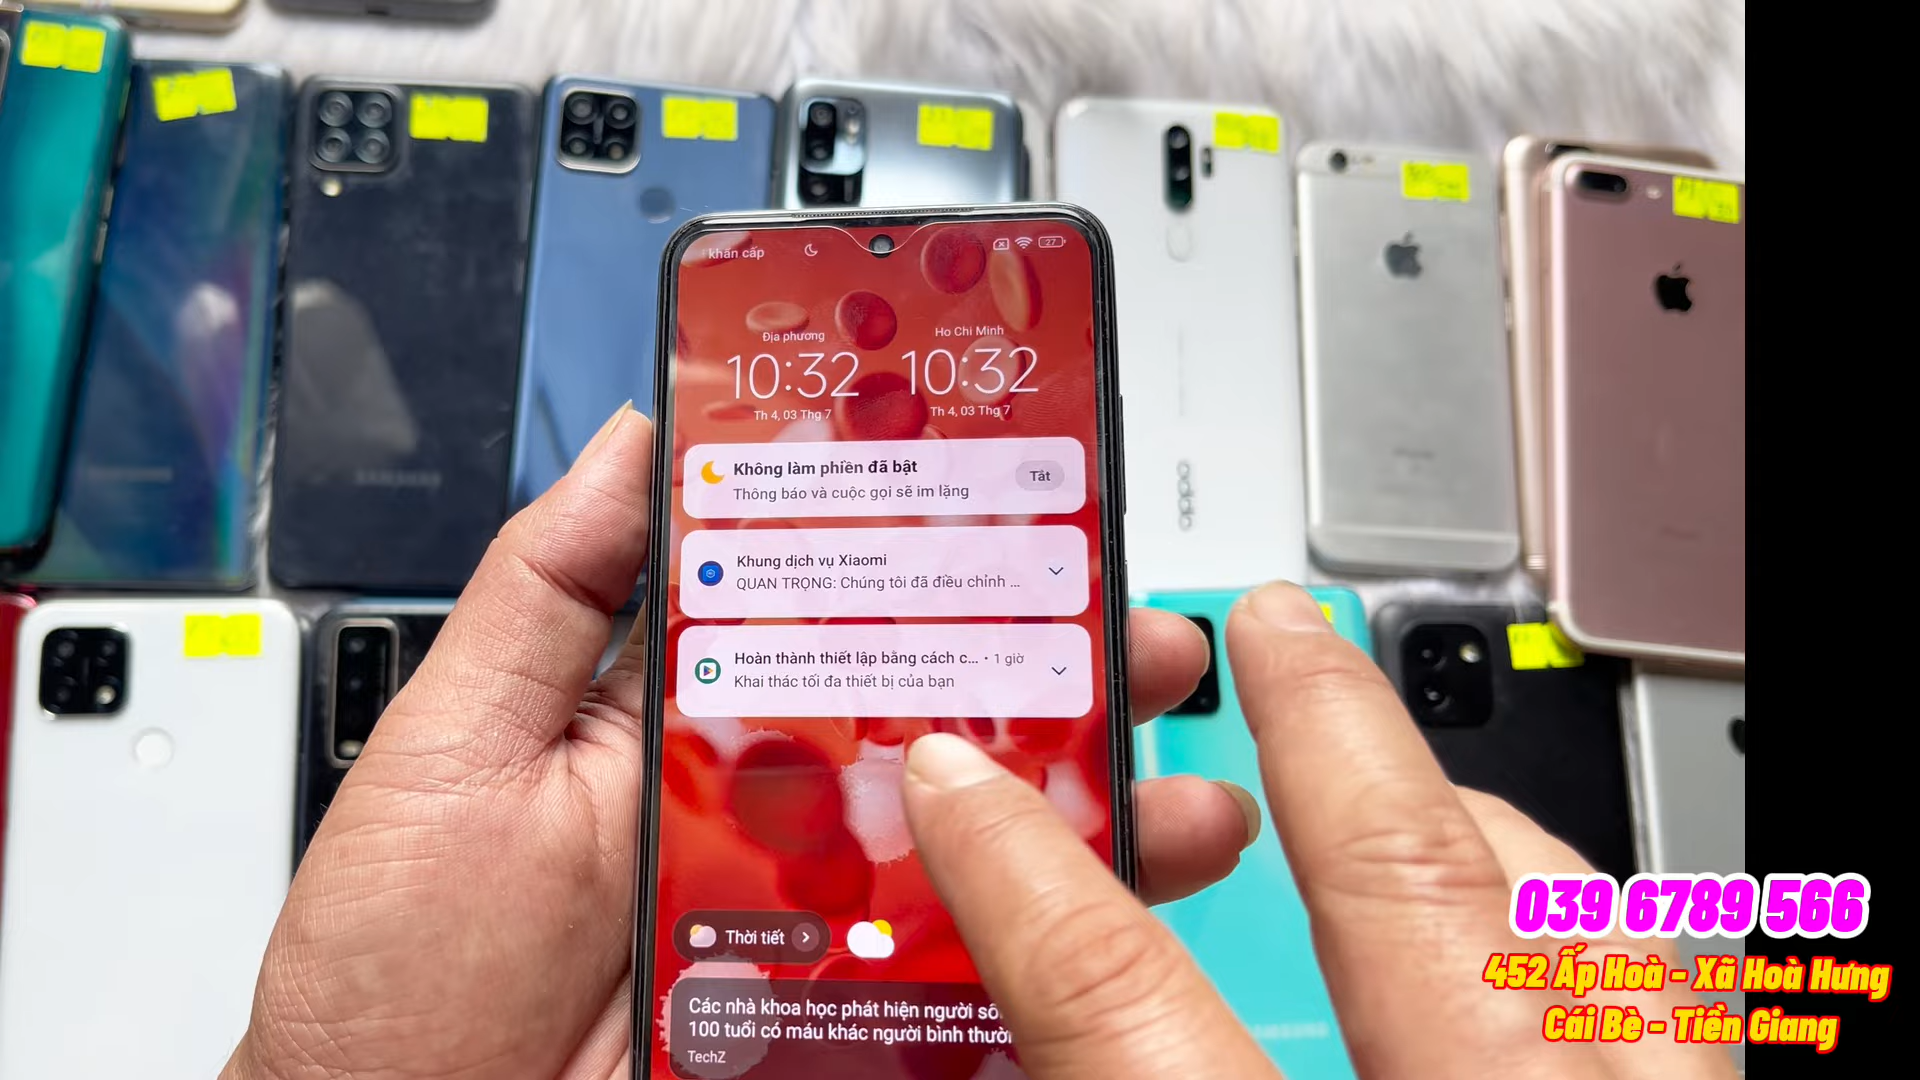 khẩn cấp
27
Địa phương
10:32
Th 4, 03 Thg 7
Ho Chi Minh
10:32
Th 4, 03 Thg 7
Không làm phiền đã bật
Thông báo và cuộc gọi sẽ im lặng
Tắt
Khung dịch vụ Xiaomi
QUAN TRỌNG: Chúng tôi đã điều chỉnh ...
Hoàn thành thiết lập bằng cách c... • 1 giờ
Khai thác tối đa thiết bị của bạn
Thời tiết
Các nhà khoa học phát hiện người số
100 tuổi có máu khác người bình thườ
TechZ
oppo
SAMSUNG
SAMSUNG
039 6789 566
452 Ấp Hoà - Xã Hoà Hưng
Cái Bè - Tiền Giang